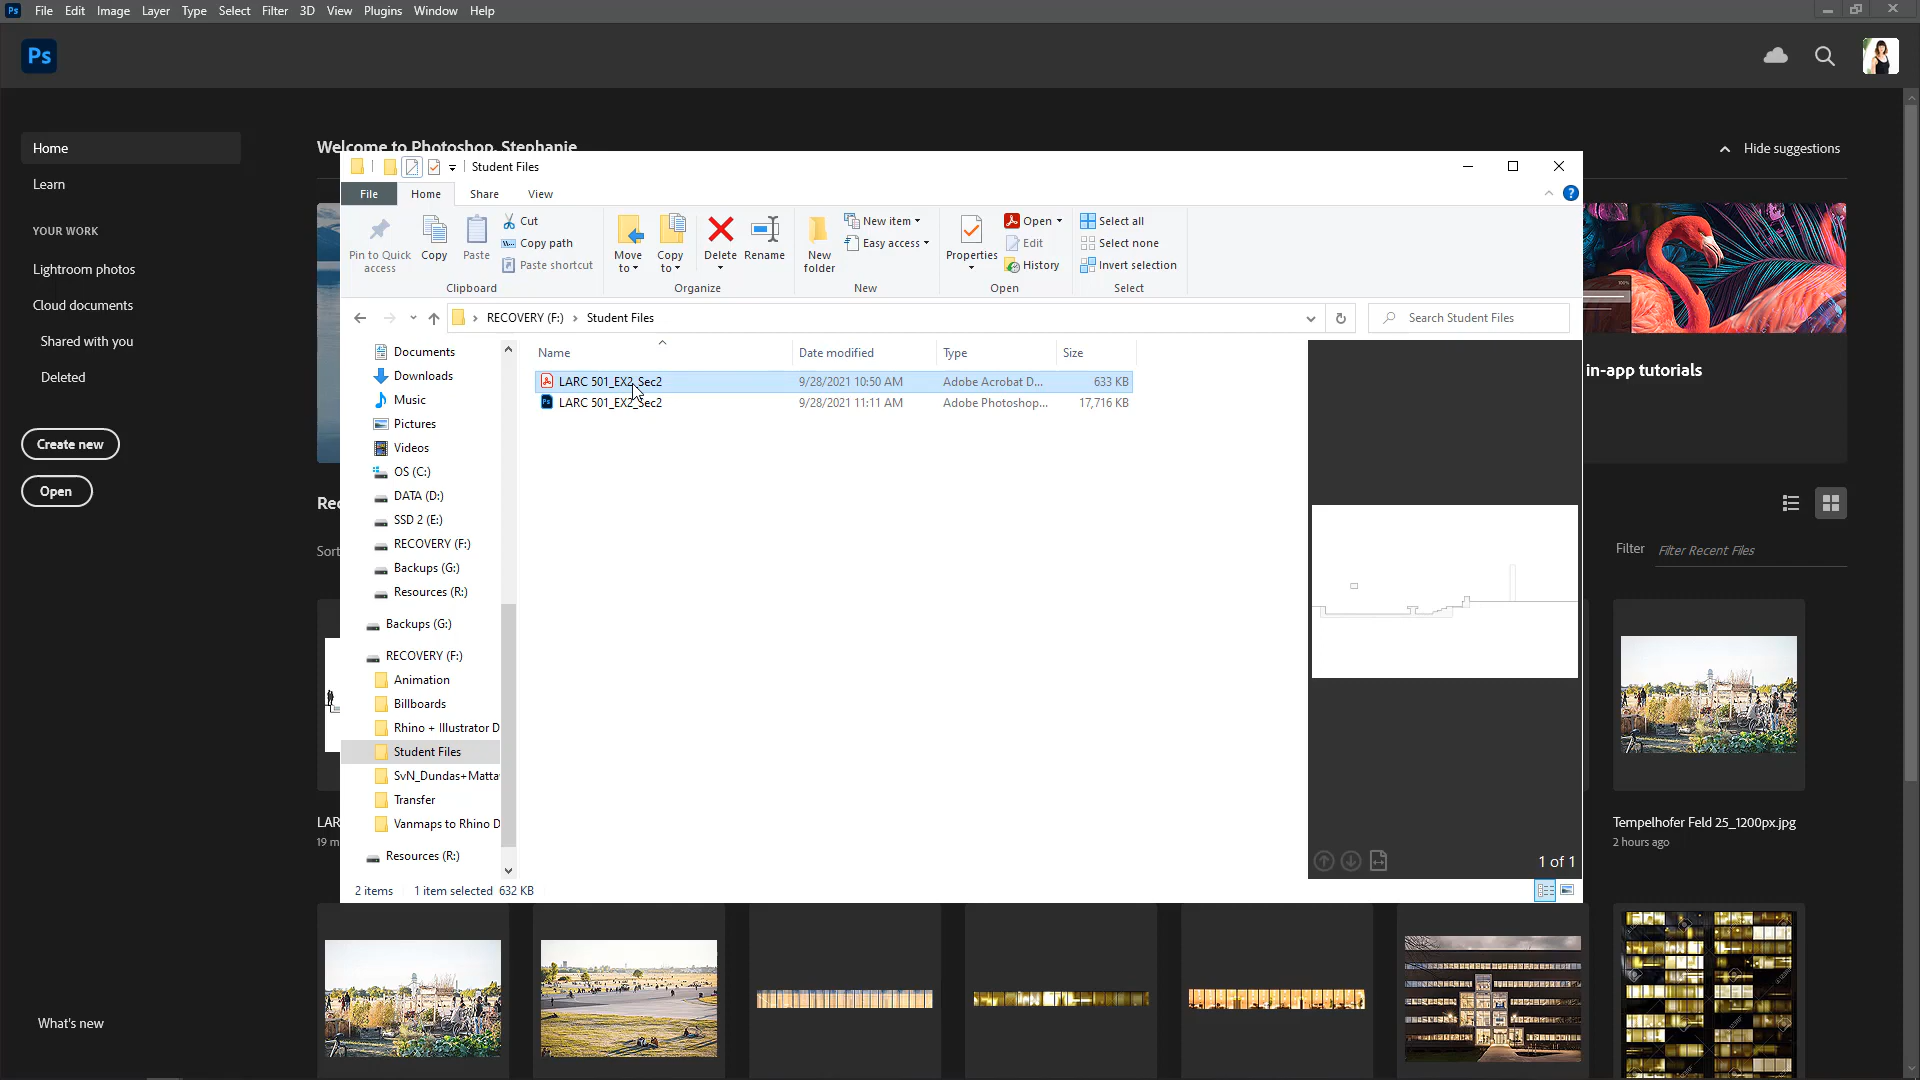 Ps File Edit Image Layer Type Select Filter 3D View Plugins Window Help
Ps
Home
Learn
YOUR WORK
Lightroom photos
Cloud documents
Shared with you
Deleted
Create new
Open
What's new
Welcome to Photoshop, Stephanie
Hide suggestions
in-app tutorials
Rec
Sort
Filter Filter Recent Files
LAR
19 m
Tempelhofer Feld 25_1200px.jpg
2 hours ago
Student Files
File Home Share View
Pin to Quick access
Copy
Paste
Cut
Copy path
Paste shortcut
Clipboard
Move to
Copy to
Delete
Rename
Organize
New folder
New item
Easy access
New
Properties
Open
Edit
History
Open
Select all
Select none
Invert selection
Select
RECOVERY (F:) Student Files
Search Student Files
Documents
Downloads
Music
Pictures
Videos
OS (C:)
DATA (D:)
SSD 2 (E:)
RECOVERY (F:)
Backups (G:)
Resources (R:)
Backups (G:)
RECOVERY (F:)
Animation
Billboards
Rhino + Illustrator D
Student Files
SvN_Dundas+Matta
Transfer
Vanmaps to Rhino D
Resources (R:)
Name Date modified Type Size
LARC 501_EX2_Sec2 9/28/2021 10:50 AM Adobe Acrobat D... 633 KB
LARC 501_EX2_Sec2 9/28/2021 11:11 AM Adobe Photoshop... 17,716 KB
1 of 1
2 items 1 item selected 632 KB